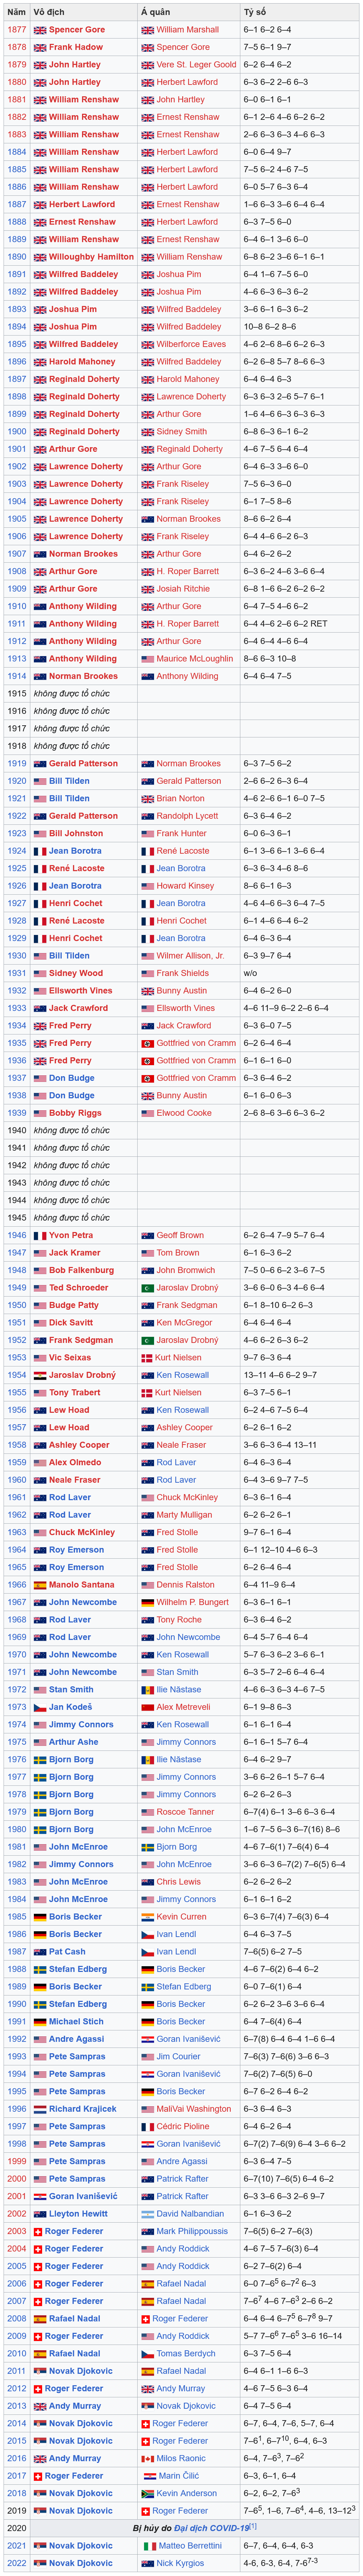 Năm Vô địch Á quân Tỷ số
1877 Spencer Gore William Marshall 6–1 6–2 6–4
1878 Frank Hadow Spencer Gore 7–5 6–1 9–7
1879 John Hartley Vere St. Leger Goold 6–2 6–4 6–2
1880 John Hartley Herbert Lawford 6–3 6–2 2–6 6–3
1881 William Renshaw John Hartley 6–0 6–1 6–1
1882 William Renshaw Ernest Renshaw 6–1 2–6 4–6 6–2 6–2
1883 William Renshaw Ernest Renshaw 2–6 6–3 6–3 4–6 6–3
1884 William Renshaw Herbert Lawford 6–0 6–4 9–7
1885 William Renshaw Herbert Lawford 7–5 6–2 4–6 7–5
1886 William Renshaw Herbert Lawford 6–0 5–7 6–3 6–4
1887 Herbert Lawford Ernest Renshaw 1–6 6–3 3–6 6–4 6–4
1888 Ernest Renshaw Herbert Lawford 6–3 7–5 6–0
1889 William Renshaw Ernest Renshaw 6–4 6–1 3–6 6–0
1890 Willoughby Hamilton William Renshaw 6–8 6–2 3–6 6–1 6–1
1891 Wilfred Baddeley Joshua Pim 6–4 1–6 7–5 6–0
1892 Wilfred Baddeley Joshua Pim 4–6 6–3 6–3 6–2
1893 Joshua Pim Wilfred Baddeley 3–6 6–1 6–3 6–2
1894 Joshua Pim Wilfred Baddeley 10–8 6–2 8–6
1895 Wilfred Baddeley Wilberforce Eaves 4–6 2–6 8–6 6–2 6–3
1896 Harold Mahoney Wilfred Baddeley 6–2 6–8 5–7 8–6 6–3
1897 Reginald Doherty Harold Mahoney 6–4 6–4 6–3
1898 Reginald Doherty Lawrence Doherty 6–3 6–3 2–6 5–7 6–1
1899 Reginald Doherty Arthur Gore 1–6 4–6 6–3 6–3 6–3
1900 Reginald Doherty Sidney Smith 6–8 6–3 6–1 6–2
1901 Arthur Gore Reginald Doherty 4–6 7–5 6–4 6–4
1902 Lawrence Doherty Arthur Gore 6–4 6–3 3–6 6–0
1903 Lawrence Doherty Frank Riseley 7–5 6–3 6–0
1904 Lawrence Doherty Frank Riseley 6–1 7–5 8–6
1905 Lawrence Doherty Norman Brookes 8–6 6–2 6–4
1906 Lawrence Doherty Frank Riseley 6–4 4–6 6–2 6–3
1907 Norman Brookes Arthur Gore 6–4 6–2 6–2
1908 Arthur Gore H. Roper Barrett 6–3 6–2 4–6 3–6 6–4
1909 Arthur Gore Josiah Ritchie 6–8 1–6 6–2 6–2 6–2
1910 Anthony Wilding Arthur Gore 6–4 7–5 4–6 6–2
1911 Anthony Wilding H. Roper Barrett 6–4 4–6 2–6 6–2 RET
1912 Anthony Wilding Arthur Gore 6–4 6–4 4–6 6–4
1913 Anthony Wilding Maurice McLoughlin 8–6 6–3 10–8
1914 Norman Brookes Anthony Wilding 6–4 6–4 7–5
1915 không được tổ chức
1916 không được tổ chức
1917 không được tổ chức
1918 không được tổ chức
1919 Gerald Patterson Norman Brookes 6–3 7–5 6–2
1920 Bill Tilden Gerald Patterson 2–6 6–2 6–3 6–4
1921 Bill Tilden Brian Norton 4–6 2–6 6–1 6–0 7–5
1922 Gerald Patterson Randolph Lycett 6–3 6–4 6–2
1923 Bill Johnston Frank Hunter 6–0 6–3 6–1
1924 Jean Borotra René Lacoste 6–1 3–6 6–1 3–6 6–4
1925 René Lacoste Jean Borotra 6–3 6–3 4–6 8–6
1926 Jean Borotra Howard Kinsey 8–6 6–1 6–3
1927 Henri Cochet Jean Borotra 4–6 4–6 6–3 6–4 7–5
1928 René Lacoste Henri Cochet 6–1 4–6 6–4 6–2
1929 Henri Cochet Jean Borotra 6–4 6–3 6–4
1930 Bill Tilden Wilmer Allison, Jr. 6–3 9–7 6–4
1931 Sidney Wood Frank Shields w/o
1932 Ellsworth Vines Bunny Austin 6–4 6–2 6–0
1933 Jack Crawford Ellsworth Vines 4–6 11–9 6–2 2–6 6–4
1934 Fred Perry Jack Crawford 6–3 6–0 7–5
1935 Fred Perry Gottfried von Cramm 6–2 6–4 6–4
1936 Fred Perry Gottfried von Cramm 6–1 6–1 6–0
1937 Don Budge Gottfried von Cramm 6–3 6–4 6–2
1938 Don Budge Bunny Austin 6–1 6–0 6–3
1939 Bobby Riggs Elwood Cooke 2–6 8–6 3–6 6–3 6–2
1940 không được tổ chức
1941 không được tổ chức
1942 không được tổ chức
1943 không được tổ chức
1944 không được tổ chức
1945 không được tổ chức
1946 Yvon Petra Geoff Brown 6–2 6–4 7–9 5–7 6–4
1947 Jack Kramer Tom Brown 6–1 6–3 6–2
1948 Bob Falkenburg John Bromwich 7–5 0–6 6–2 3–6 7–5
1949 Ted Schroeder Jaroslav Drobný 3–6 6–0 6–3 4–6 6–4
1950 Budge Patty Frank Sedgman 6–1 8–10 6–2 6–3
1951 Dick Savitt Ken McGregor 6–4 6–4 6–4
1952 Frank Sedgman Jaroslav Drobný 4–6 6–2 6–3 6–2
1953 Vic Seixas Kurt Nielsen 9–7 6–3 6–4
1954 Jaroslav Drobný Ken Rosewall 13–11 4–6 6–2 9–7
1955 Tony Trabert Kurt Nielsen 6–3 7–5 6–1
1956 Lew Hoad Ken Rosewall 6–2 4–6 7–5 6–4
1957 Lew Hoad Ashley Cooper 6–2 6–1 6–2
1958 Ashley Cooper Neale Fraser 3–6 6–3 6–4 13–11
1959 Alex Olmedo Rod Laver 6–4 6–3 6–4
1960 Neale Fraser Rod Laver 6–4 3–6 9–7 7–5
1961 Rod Laver Chuck McKinley 6–3 6–1 6–4
1962 Rod Laver Marty Mulligan 6–2 6–2 6–1
1963 Chuck McKinley Fred Stolle 9–7 6–1 6–4
1964 Roy Emerson Fred Stolle 6–1 12–10 4–6 6–3
1965 Roy Emerson Fred Stolle 6–2 6–4 6–4
1966 Manolo Santana Dennis Ralston 6–4 11–9 6–4
1967 John Newcombe Wilhelm P. Bungert 6–3 6–1 6–1
1968 Rod Laver Tony Roche 6–3 6–4 6–2
1969 Rod Laver John Newcombe 6–4 5–7 6–4 6–4
1970 John Newcombe Ken Rosewall 5–7 6–3 6–2 3–6 6–1
1971 John Newcombe Stan Smith 6–3 5–7 2–6 6–4 6–4
1972 Stan Smith Ilie Năstase 4–6 6–3 6–3 4–6 7–5
1973 Jan Kodeš Alex Metreveli 6–1 9–8 6–3
1974 Jimmy Connors Ken Rosewall 6–1 6–1 6–4
1975 Arthur Ashe Jimmy Connors 6–1 6–1 5–7 6–4
1976 Bjorn Borg Ilie Năstase 6–4 6–2 9–7
1977 Bjorn Borg Jimmy Connors 3–6 6–2 6–1 5–7 6–4
1978 Bjorn Borg Jimmy Connors 6–2 6–2 6–3
1979 Bjorn Borg Roscoe Tanner 6–7(4) 6–1 3–6 6–3 6–4
1980 Bjorn Borg John McEnroe 1–6 7–5 6–3 6–7(16) 8–6
1981 John McEnroe Bjorn Borg 4–6 7–6(1) 7–6(4) 6–4
1982 Jimmy Connors John McEnroe 3–6 6–3 6–7(2) 7–6(5) 6–4
1983 John McEnroe Chris Lewis 6–2 6–2 6–2
1984 John McEnroe Jimmy Connors 6–1 6–1 6–2
1985 Boris Becker Kevin Curren 6–3 6–7(4) 7–6(3) 6–4
1986 Boris Becker Ivan Lendl 6–4 6–3 7–5
1987 Pat Cash Ivan Lendl 7–6(5) 6–2 7–5
1988 Stefan Edberg Boris Becker 4–6 7–6(2) 6–4 6–2
1989 Boris Becker Stefan Edberg 6–0 7–6(1) 6–4
1990 Stefan Edberg Boris Becker 6–2 6–2 3–6 3–6 6–4
1991 Michael Stich Boris Becker 6–4 7–6(4) 6–4
1992 Andre Agassi Goran Ivanišević 6–7(8) 6–4 6–4 1–6 6–4
1993 Pete Sampras Jim Courier 7–6(3) 7–6(6) 3–6 6–3
1994 Pete Sampras Goran Ivanišević 7–6(2) 7–6(5) 6–0
1995 Pete Sampras Boris Becker 6–7 6–2 6–4 6–2
1996 Richard Krajicek MaliVai Washington 6–3 6–4 6–3
1997 Pete Sampras Cédric Pioline 6–4 6–2 6–4
1998 Pete Sampras Goran Ivanišević 6–7(2) 7–6(9) 6–4 3–6 6–2
1999 Pete Sampras Andre Agassi 6–3 6–4 7–5
2000 Pete Sampras Patrick Rafter 6–7(10) 7–6(5) 6–4 6–2
2001 Goran Ivanišević Patrick Rafter 6–3 3–6 6–3 2–6 9–7
2002 Lleyton Hewitt David Nalbandian 6–1 6–3 6–2
2003 Roger Federer Mark Philippoussis 7–6(5) 6–2 7–6(3)
2004 Roger Federer Andy Roddick 4–6 7–5 7–6(3) 6–4
2005 Roger Federer Andy Roddick 6–2 7–6(2) 6–4
2006 Roger Federer Rafael Nadal 6–0 7–6⁵ 6–7² 6–3
2007 Roger Federer Rafael Nadal 7–6⁷ 4–6 7–6³ 2–6 6–2
2008 Rafael Nadal Roger Federer 6–4 6–4 6–7⁵ 6–7⁸ 9–7
2009 Roger Federer Andy Roddick 5–7 7–6⁶ 7–6⁵ 3–6 16–14
2010 Rafael Nadal Tomas Berdych 6–3 7–5 6–4
2011 Novak Djokovic Rafael Nadal 6–4 6–1 1–6 6–3
2012 Roger Federer Andy Murray 4–6 7–5 6–3 6–4
2013 Andy Murray Novak Djokovic 6–4 7–5 6–4
2014 Novak Djokovic Roger Federer 6–7, 6–4, 7–6, 5–7, 6–4
2015 Novak Djokovic Roger Federer 7–6¹, 6–7¹⁰, 6–4, 6–3
2016 Andy Murray Milos Raonic 6–4, 7–6³, 7–6²
2017 Roger Federer Marin Čilić 6–3, 6–1, 6–4
2018 Novak Djokovic Kevin Anderson 6–2, 6–2, 7–6³
2019 Novak Djokovic Roger Federer 7–6⁵, 1–6, 7–6⁴, 4–6, 13–12³
2020 Bị hủy do Đại dịch COVID-19[1]
2021 Novak Djokovic Matteo Berrettini 6–7, 6–4, 6–4, 6–3
2022 Novak Djokovic Nick Kyrgios 4-6, 6-3, 6-4, 7-6⁷⁻³